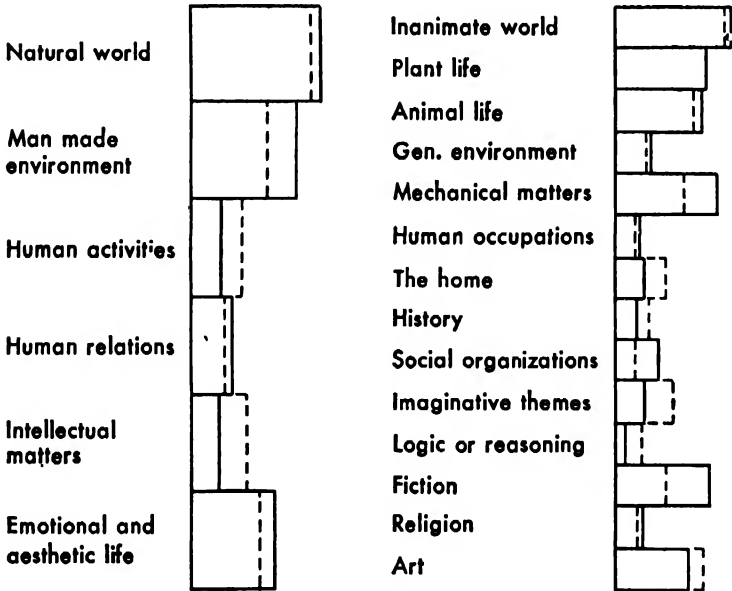 Natural world
Man made
environment
Human activities
Human relations
Intellectual
matters
Emotional and
aesthetic life
Inanimate world
Plant life
Animal life
Gen. environment
Mechanical matters
Human occupations
The home
History
Social organizations
Imaginative themes
Logic or reasoning
Fiction
Religion
Art